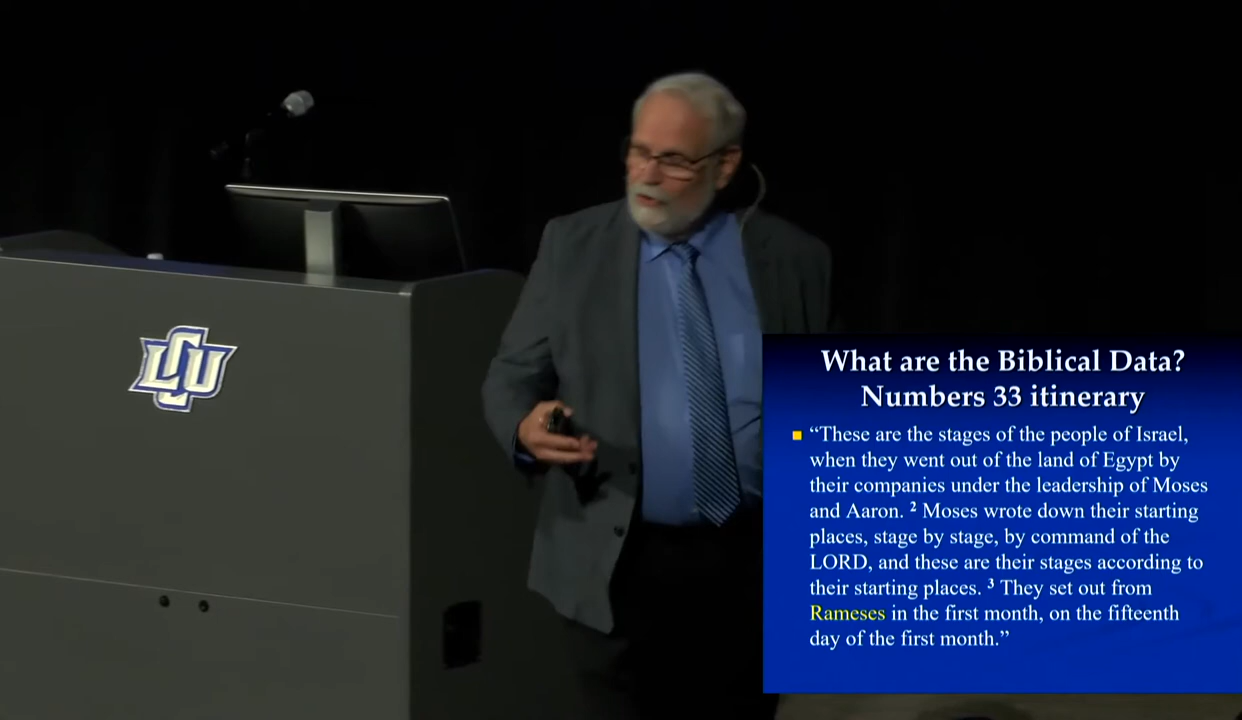 LCU
What are the Biblical Data?
Numbers 33 itinerary
“These are the stages of the people of Israel,
when they went out of the land of Egypt by
their companies under the leadership of Moses
and Aaron. ² Moses wrote down their starting
places, stage by stage, by command of the
LORD, and these are their stages according to
their starting places. ³ They set out from
Rameses in the first month, on the fifteenth
day of the first month.”